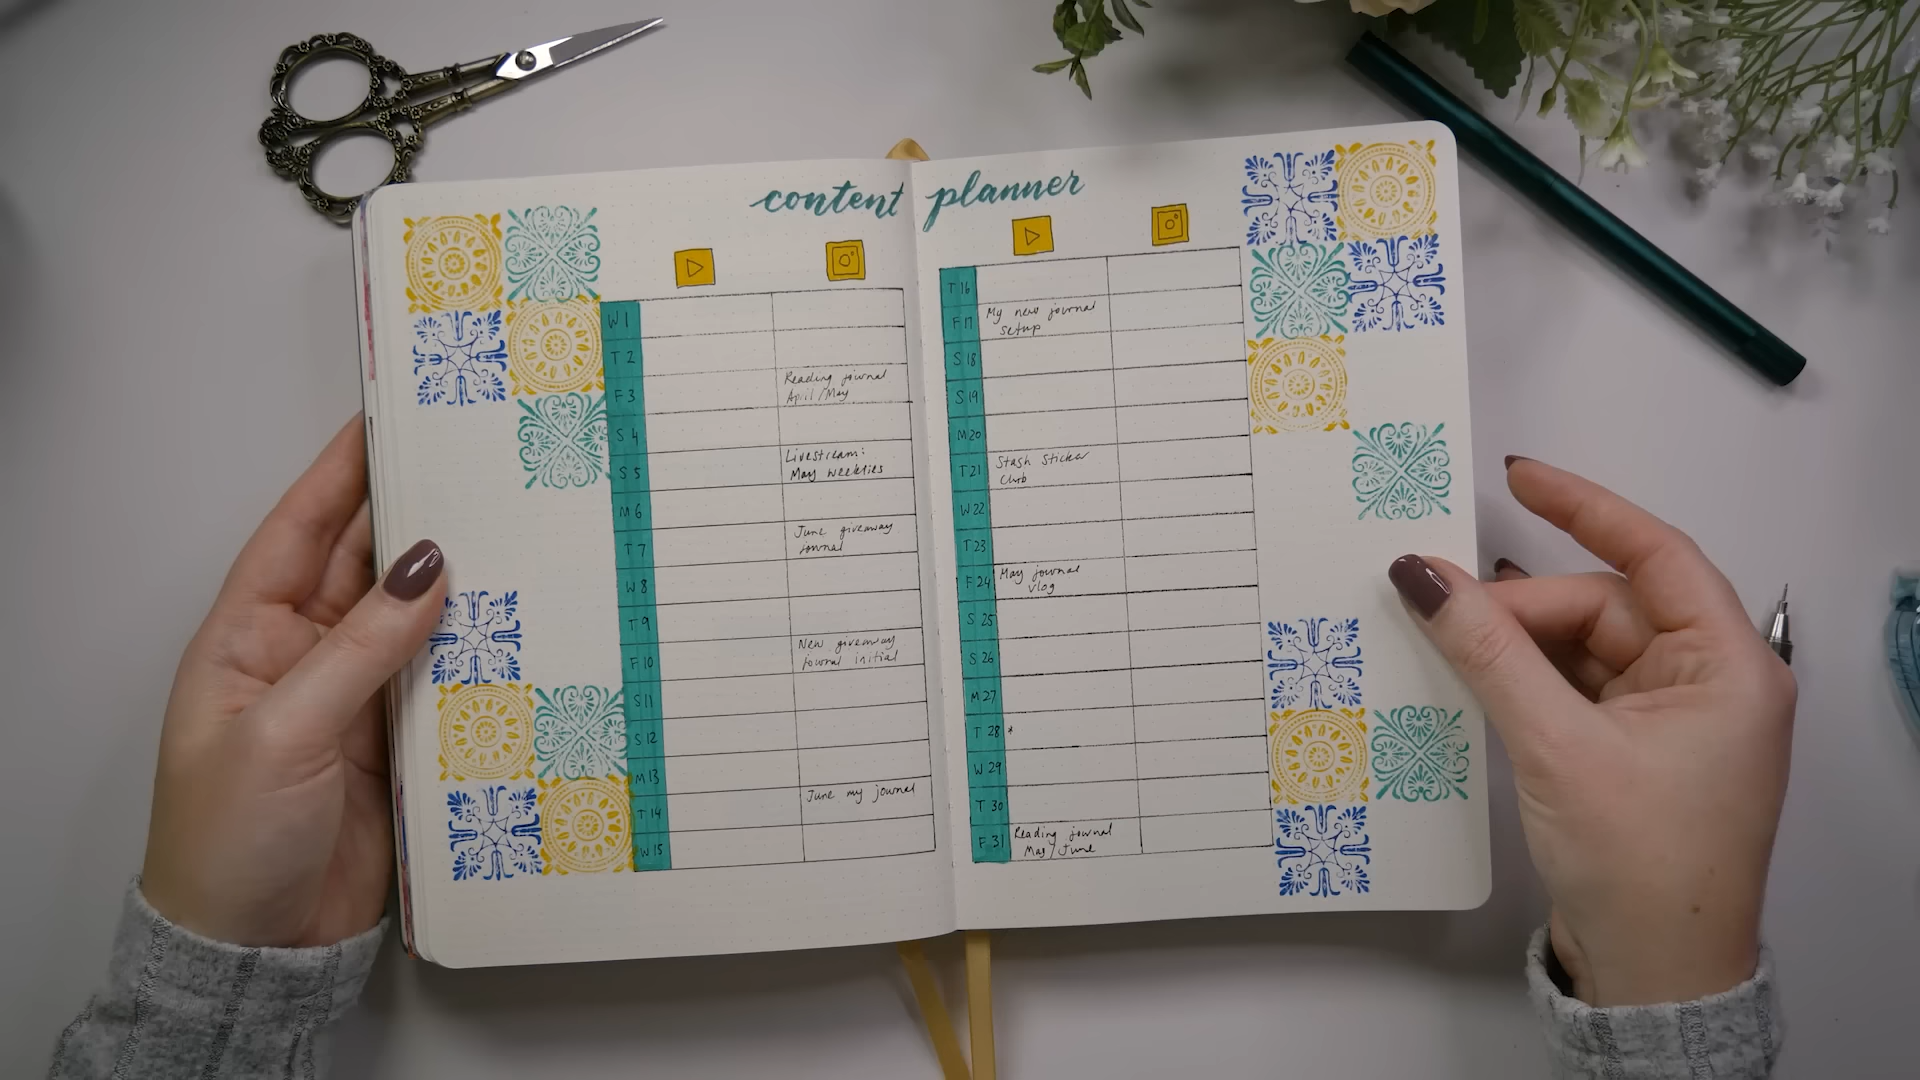 content planner
W 1
T 2
F 3
Reading journal
April/May
S 4
S 5
Livestream:
May weeklies
M 6
T 7
June giveaway
journal
W 8
T 9
F 10
New giveaway
journal initial
S 11
S 12
M 13
T 14
June my journal
W 15
T 16
F 17
My new journal
setup
S 18
S 19
M 20
T 21
Stash Sticker
Club
W 22
T 23
F 24
May journal
vlog
S 25
S 26
M 27
T 28 *
W 29
T 30
F 31
Reading journal
May/June